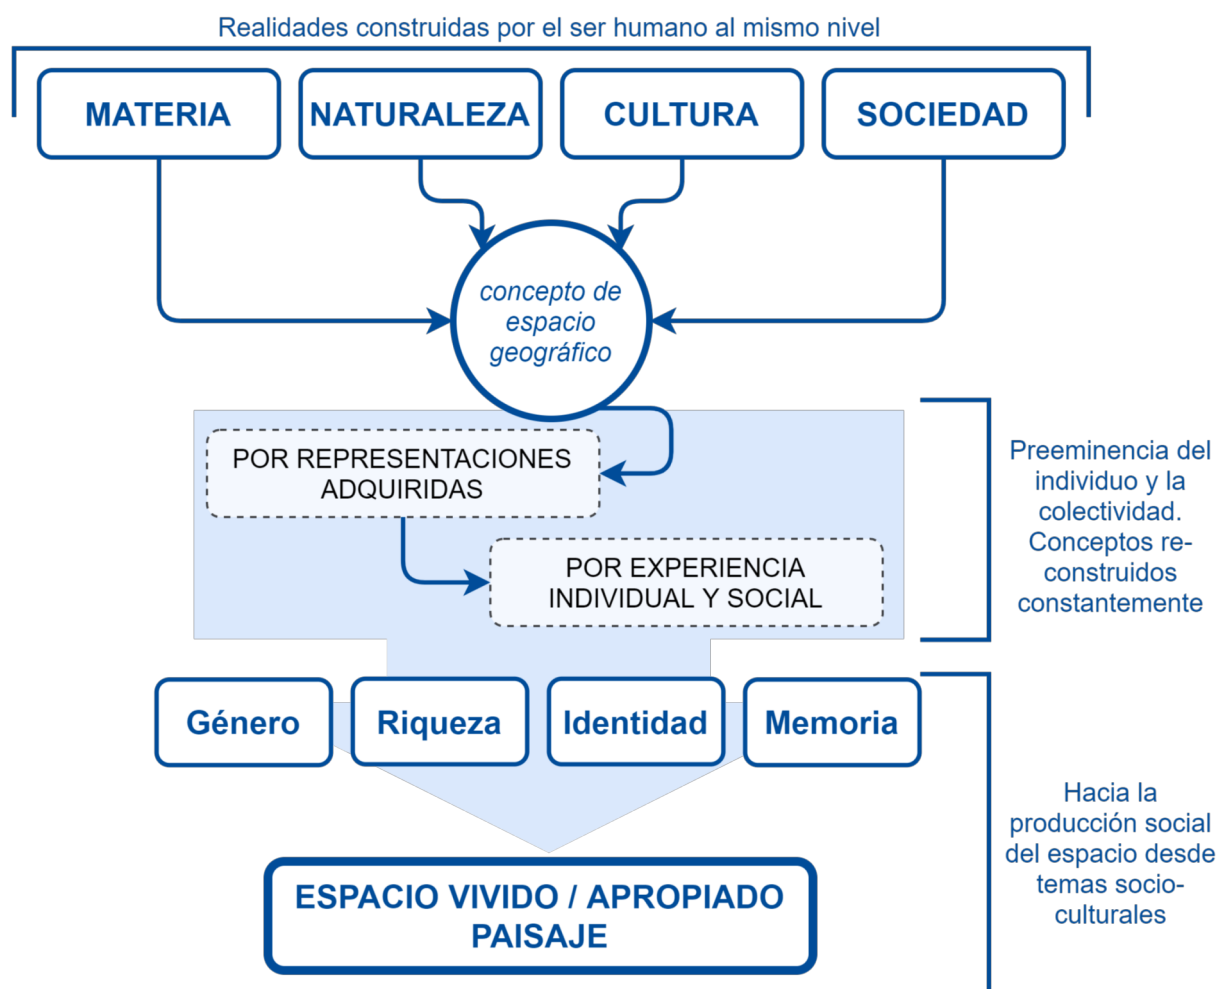 Realidades construidas por el ser humano al mismo nivel
MATERIA
NATURALEZA
CULTURA
SOCIEDAD
concepto de
espacio
geográfico
POR REPRESENTACIONES
ADQUIRIDAS
POR EXPERIENCIA
INDIVIDUAL Y SOCIAL
Preeminencia del
individuo y la
colectividad.
Conceptos re-
construidos
constantemente
Género
Riqueza
Identidad
Memoria
Hacia la
producción social
del espacio desde
temas socio-
culturales
ESPACIO VIVIDO / APROPIADO
PAISAJE